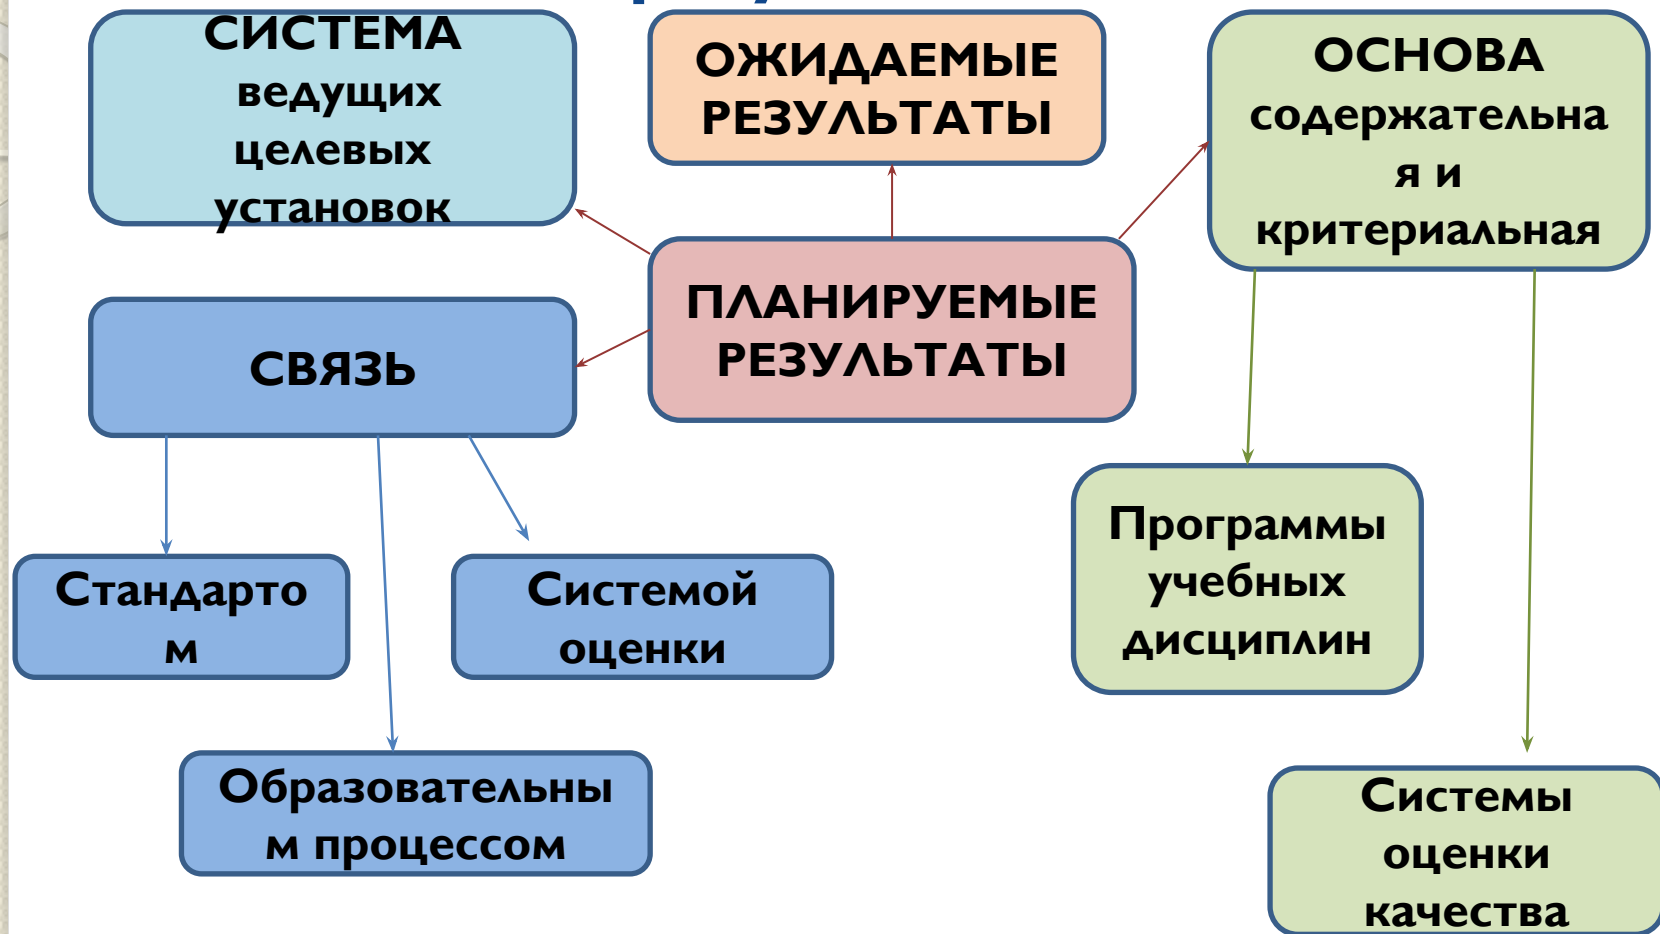 СИСТЕМА
ведущих
целевых
установок
ОЖИДАЕМЫЕ
РЕЗУЛЬТАТЫ
ОСНОВА
содержательна
я и
критериальная
ПЛАНИРУЕМЫЕ
РЕЗУЛЬТАТЫ
СВЯЗЬ
Стандарто
м
Системой
оценки
Образовательны
м процессом
Программы
учебных
дисциплин
Системы
оценки
качества